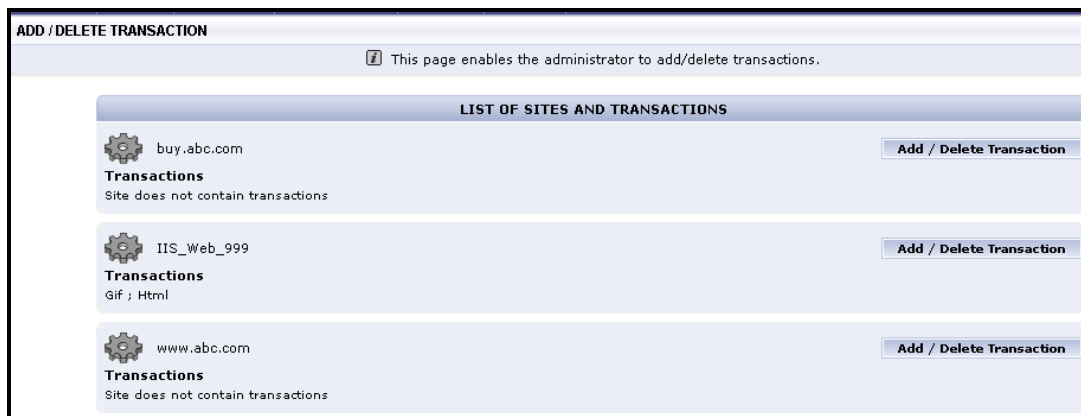 ADD / DELETE TRANSACTION
This page enables the administrator to add/delete transactions.
LIST OF SITES AND TRANSACTIONS
buy.abc.com
Add / Delete Transaction
Transactions
Site does not contain transactions
IIS_Web_999
Add / Delete Transaction
Transactions
Gif ; Html
www.abc.com
Add / Delete Transaction
Transactions
Site does not contain transactions